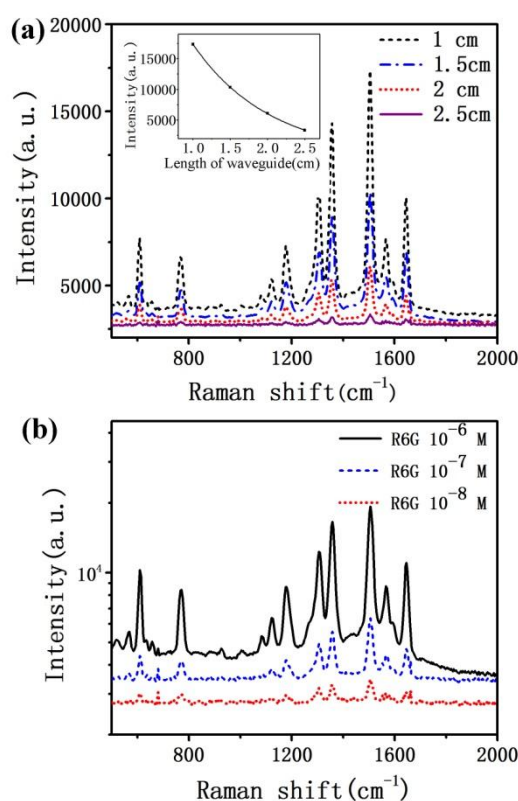 (a)
20000
15000
10000
5000
Intensity(a.u.)
15000
10000
5000
Intensity(a.u.)
1.0 1.5 2.0 2.5
Length of waveguide(cm)
1 cm
1.5cm
2 cm
2.5cm
800 1200 1600 2000
Raman shift(cm⁻¹)
(b)
10⁴
Intensity(a.u.)
R6G 10⁻⁶ M
R6G 10⁻⁷ M
R6G 10⁻⁸ M
800 1200 1600 2000
Raman shift(cm⁻¹)